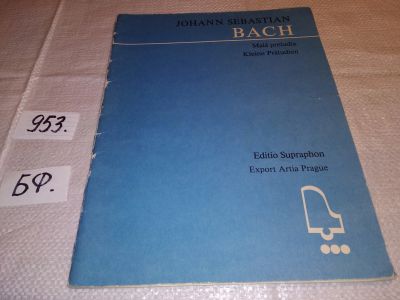 JOHANN SEBASTIAN
BACH
Malá preludia
Kleine Präludien
953.
БФ.
Editio Supraphon
Export Artia Prague